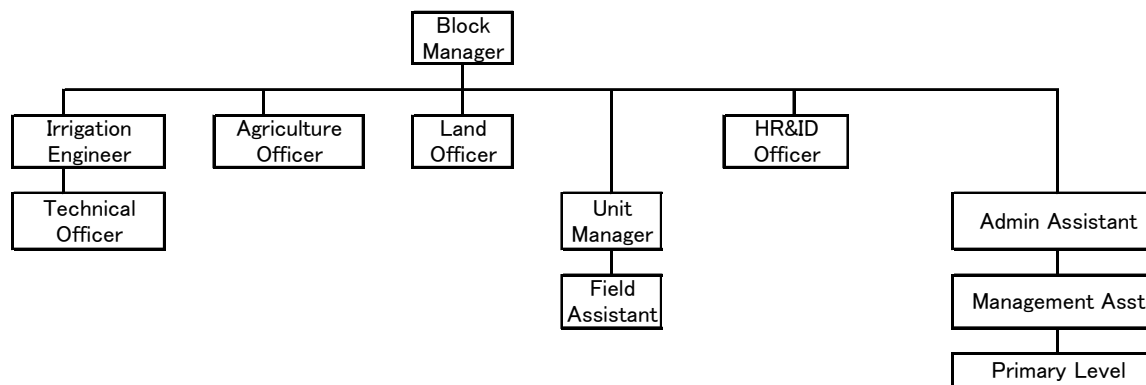 Block
Manager
Irrigation
Engineer
Agriculture
Officer
Land
Officer
HR&ID
Officer
Technical
Officer
Unit
Manager
Admin Assistant
Field
Assistant
Management Asst
Primary Level